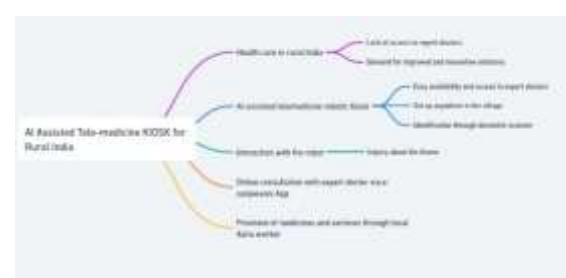 AI Assisted Tele-medicine KIOSK for
Rural India
Health care in rural India
Lack of access to expert doctors
Demand for improved and innovative solutions
AI assisted telemedicine robotic kiosk
Easy availability and access to expert doctors
Set up anywhere in the village
Identification through biometric scanner
Interaction with the robot
Inquiry about the illness
Online consultation with expert doctor via a
App
Provision of medicines and services through local
Asha worker